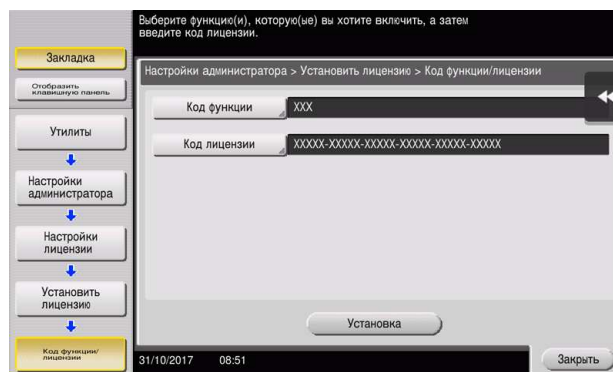 Выберите функцию(и), которую(ые) вы хотите включить, а затем
введите код лицензии.
Закладка
Отобразить
клавишную панель
Утилиты
Настройки
администратора
Настройки
лицензии
Установить
лицензию
Код функции/
лицензии
Настройки администратора > Установить лицензию > Код функции/лицензии
Код функции
XXX
Код лицензии
XXXXX-XXXXX-XXXXX-XXXXX-XXXXX-XXXXX
Установка
31/10/2017 08:51
Закрыть